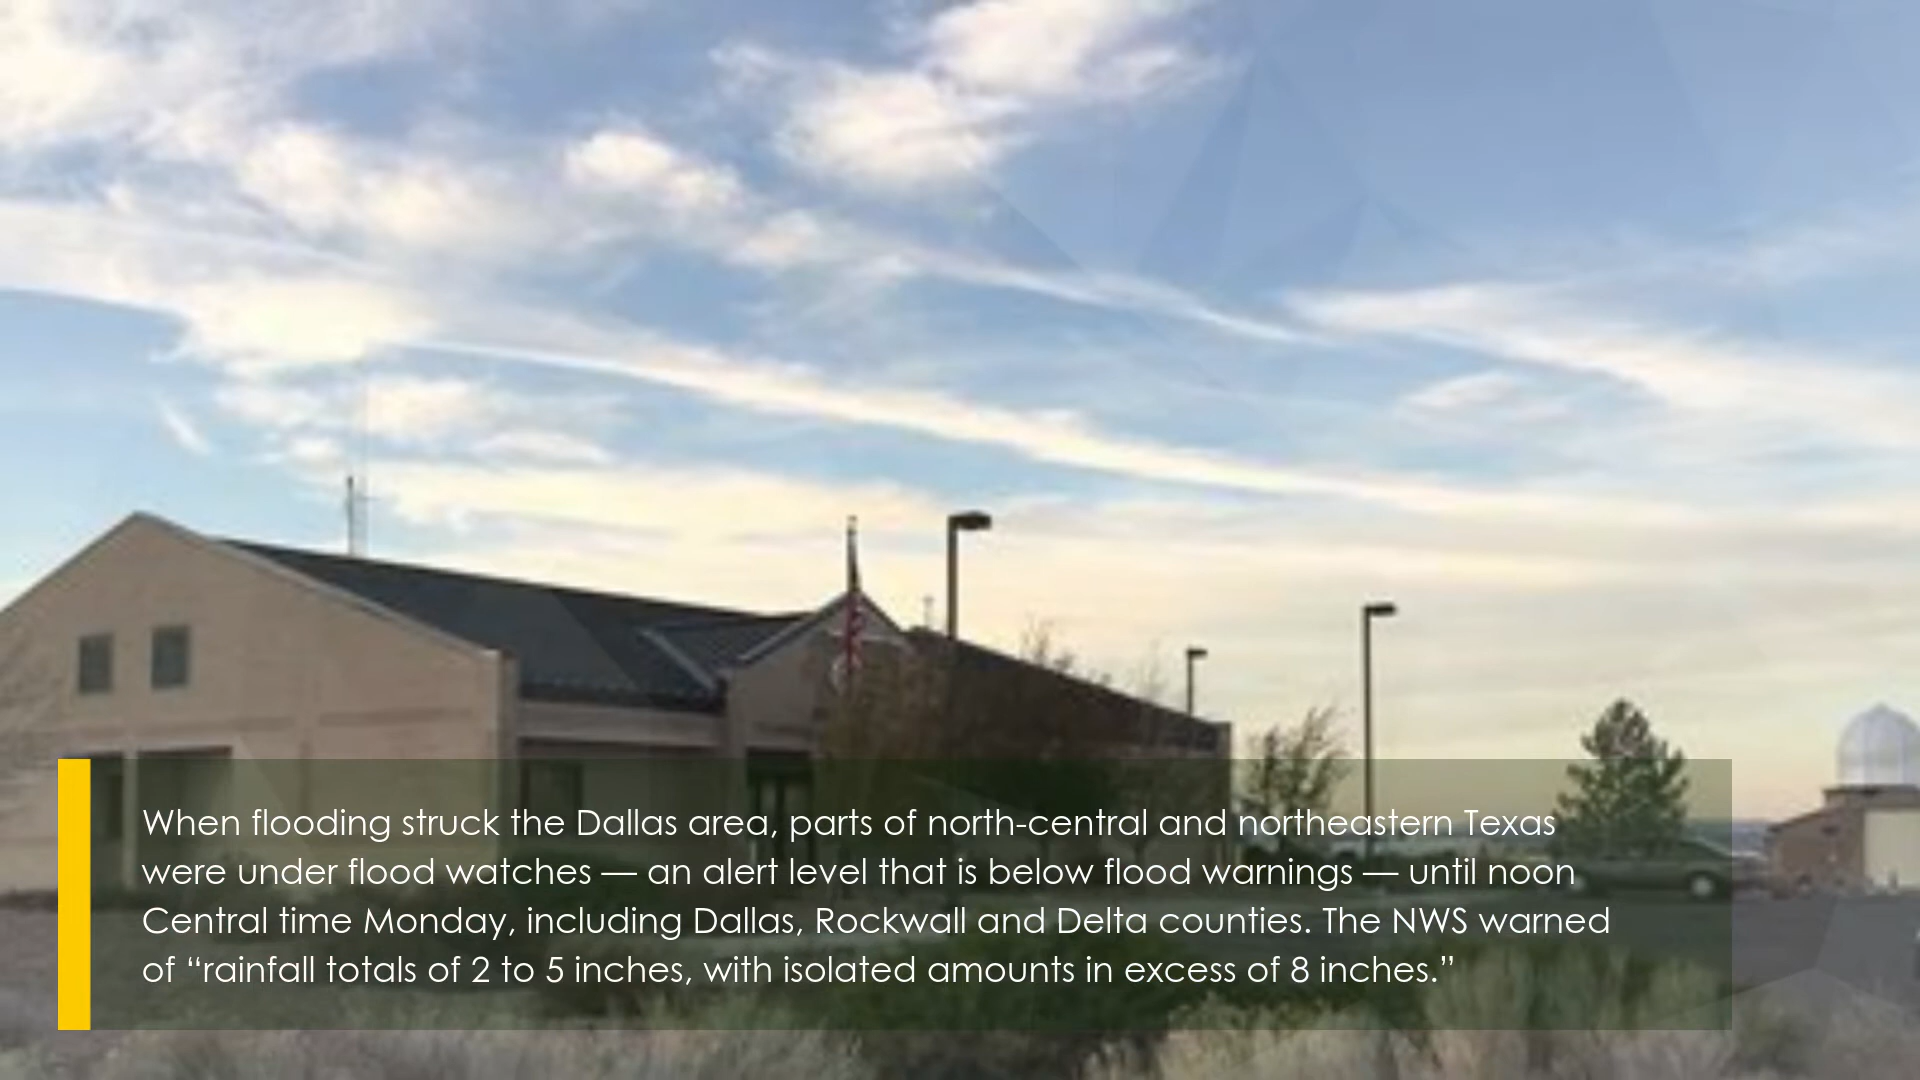 When flooding struck the Dallas area, parts of north-central and northeastern Texas
were under flood watches — an alert level that is below flood warnings — until noon
Central time Monday, including Dallas, Rockwall and Delta counties. The NWS warned
of “rainfall totals of 2 to 5 inches, with isolated amounts in excess of 8 inches.”